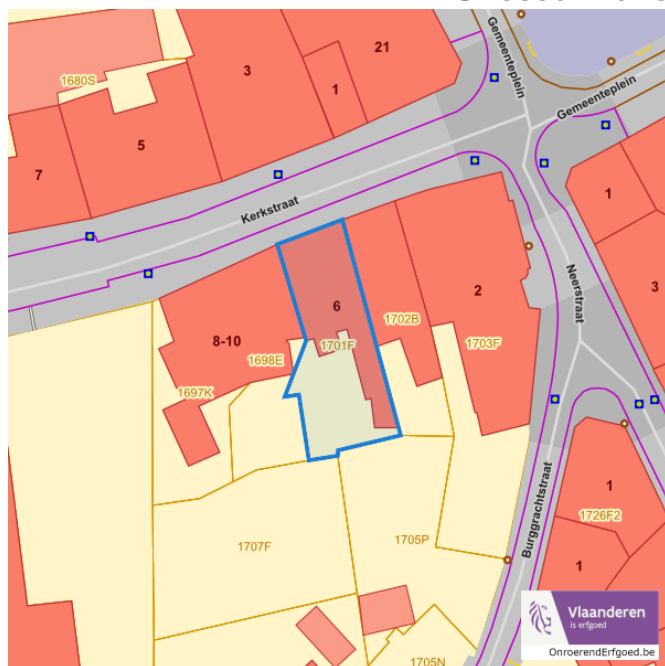 21
3
1
1680S
5
7
Gemeenteplein
Gemeenteplein
Kerkstraat
1
Neerstraat
3
6
2
1702B
1701F
1703F
8-10
1698E
1697K
1
1726F2
Burggrachtstraat
1707F
1705P
1
1705N
Vlaanderen
is erfgoed
OnroerendErfgoed.be